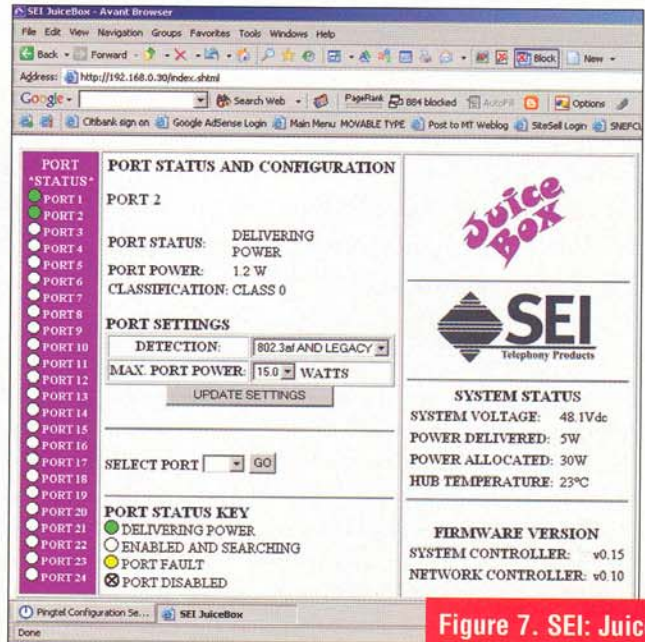 SEI JuiceBox - Avant Browser
File Edit View Navigation Groups Favorites Tools Windows Help
Back Forward Block New
Address: http://192.168.0.30/index.shtml
Google Search Web PageRank 884 blocked AutoFill Options
Citibank sign on Google AdSense Login Main Menu MOVABLE TYPE Post to MT Weblog SiteSell Login SNEFCL
PORT
*STATUS*
PORT 1
PORT 2
PORT 3
PORT 4
PORT 5
PORT 6
PORT 7
PORT 8
PORT 9
PORT 10
PORT 11
PORT 12
PORT 13
PORT 14
PORT 15
PORT 16
PORT 17
PORT 18
PORT 19
PORT 20
PORT 21
PORT 22
PORT 23
PORT 24
PORT STATUS AND CONFIGURATION
PORT 2
PORT STATUS: DELIVERING
POWER
PORT POWER: 1.2 W
CLASSIFICATION: CLASS 0
PORT SETTINGS
DETECTION: 802.3af AND LEGACY
MAX. PORT POWER: 15.0 WATTS
UPDATE SETTINGS
SELECT PORT GO
PORT STATUS KEY
DELIVERING POWER
ENABLED AND SEARCHING
PORT FAULT
PORT DISABLED
Juice
Box
SEI
Telephony Products
SYSTEM STATUS
SYSTEM VOLTAGE: 48.1Vdc
POWER DELIVERED: 5W
POWER ALLOCATED: 30W
HUB TEMPERATURE: 23°C
FIRMWARE VERSION
SYSTEM CONTROLLER: v0.15
NETWORK CONTROLLER: v0.10
Pingtel Configuration Se... SEI JuiceBox
Done
Figure 7. SEI: Juic